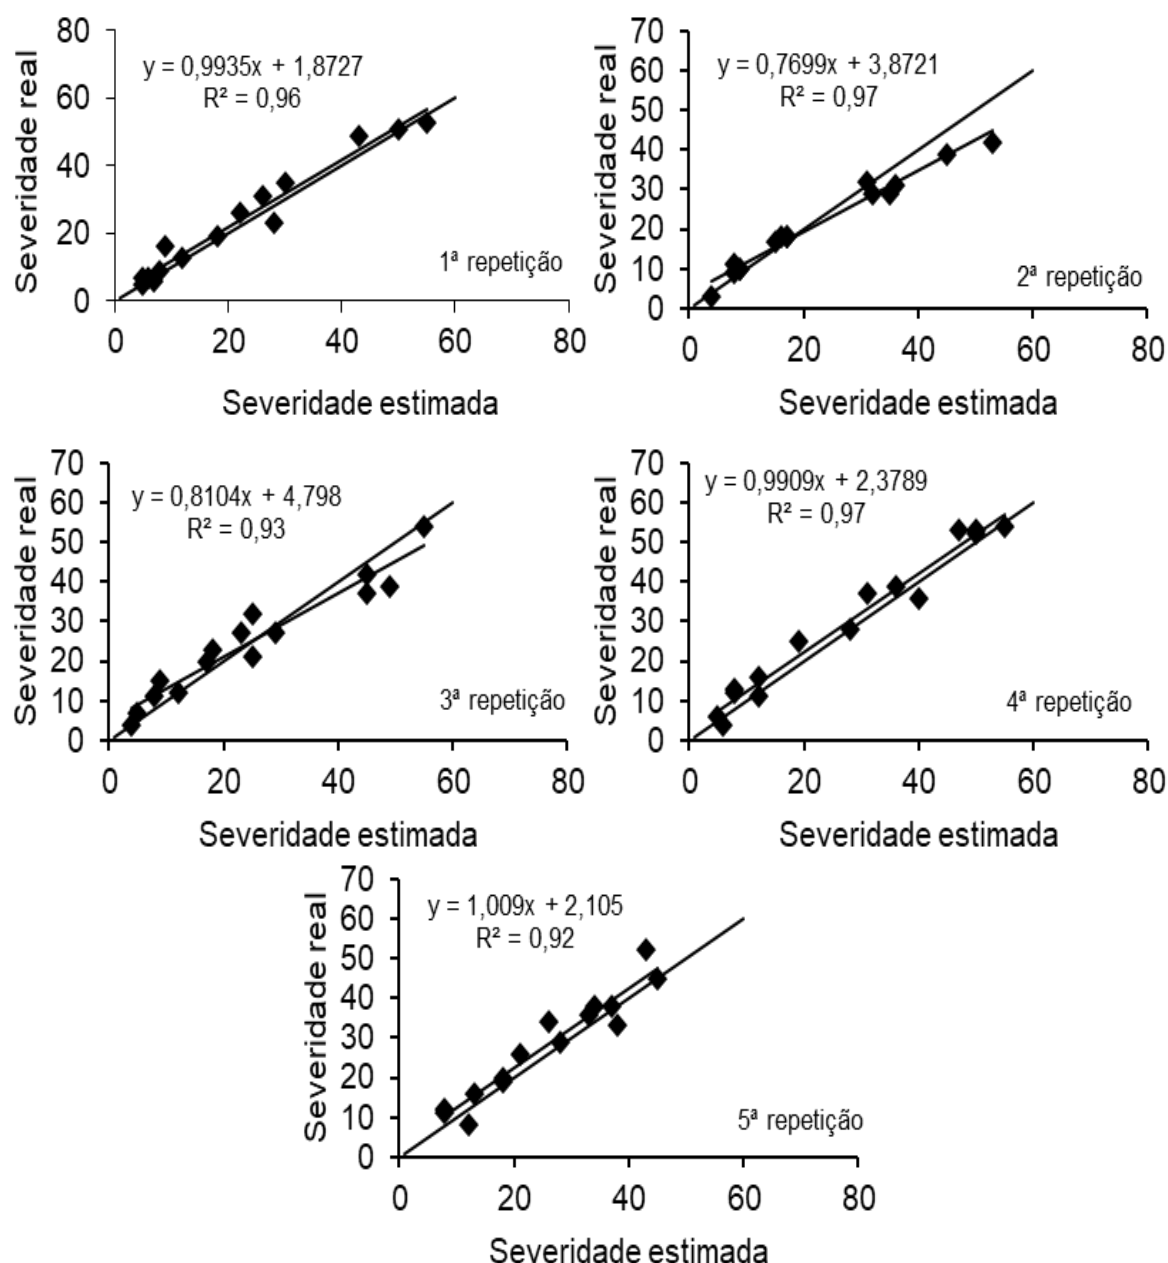 80
60
40
20
0
Severidade real
y = 0,9935x + 1,8727
R² = 0,96
1ª repetição
0 20 40 60 80
Severidade estimada
70
60
50
40
30
20
10
0
Severidade real
y = 0,7699x + 3,8721
R² = 0,97
2ª repetição
0 20 40 60 80
Severidade estimada
70
60
50
40
30
20
10
0
Severidade real
y = 0,8104x + 4,798
R² = 0,93
3ª repetição
0 20 40 60 80
Severidade estimada
70
60
50
40
30
20
10
0
Severidade real
y = 0,9909x + 2,3789
R² = 0,97
4ª repetição
0 20 40 60 80
Severidade estimada
70
60
50
40
30
20
10
0
Severidade real
y = 1,009x + 2,105
R² = 0,92
5ª repetição
0 20 40 60 80
Severidade estimada